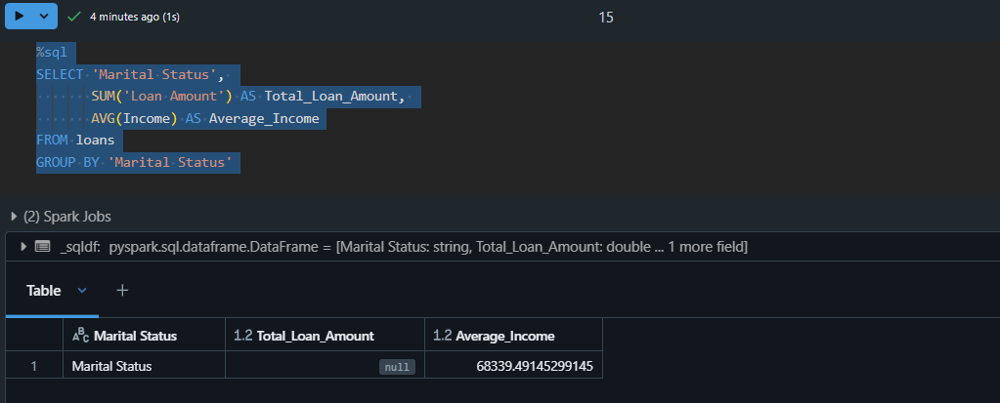 4 minutes ago (1s)
15
%sql
SELECT 'Marital Status',
SUM('Loan Amount') AS Total_Loan_Amount,
AVG(Income) AS Average_Income
FROM loans
GROUP BY 'Marital Status'
(2) Spark Jobs
_sqldf: pyspark.sql.dataframe.DataFrame = [Marital Status: string, Total_Loan_Amount: double ... 1 more field]
Table +
ABC Marital Status 1.2 Total_Loan_Amount 1.2 Average_Income
1 Marital Status null 68339.49145299145